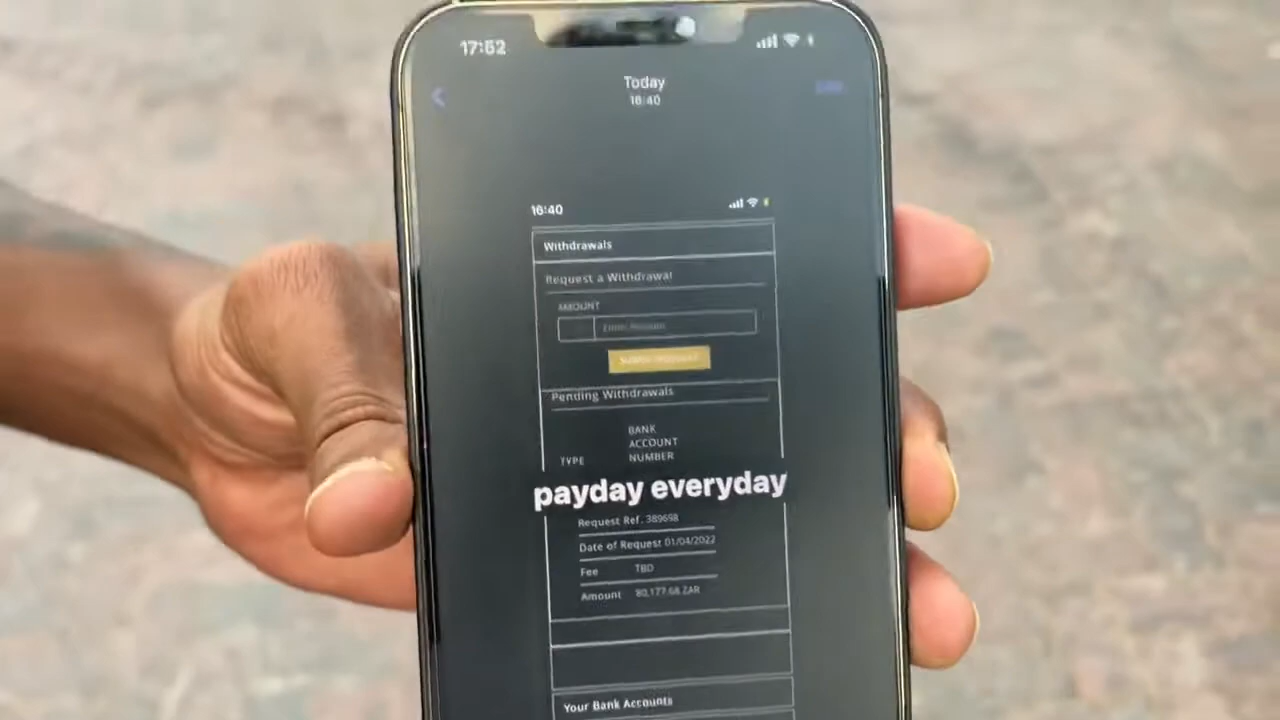 17:52
Today
16:40
16:40
Withdrawals
Request a Withdrawal
AMOUNT
Enter Amount
Pending Withdrawals
BANK
ACCOUNT
TYPE NUMBER
payday everyday
Request Ref. 389698
Date of Request 01/04/2022
Fee TBD
Amount 80,177.68 ZAR
Your Bank Accounts